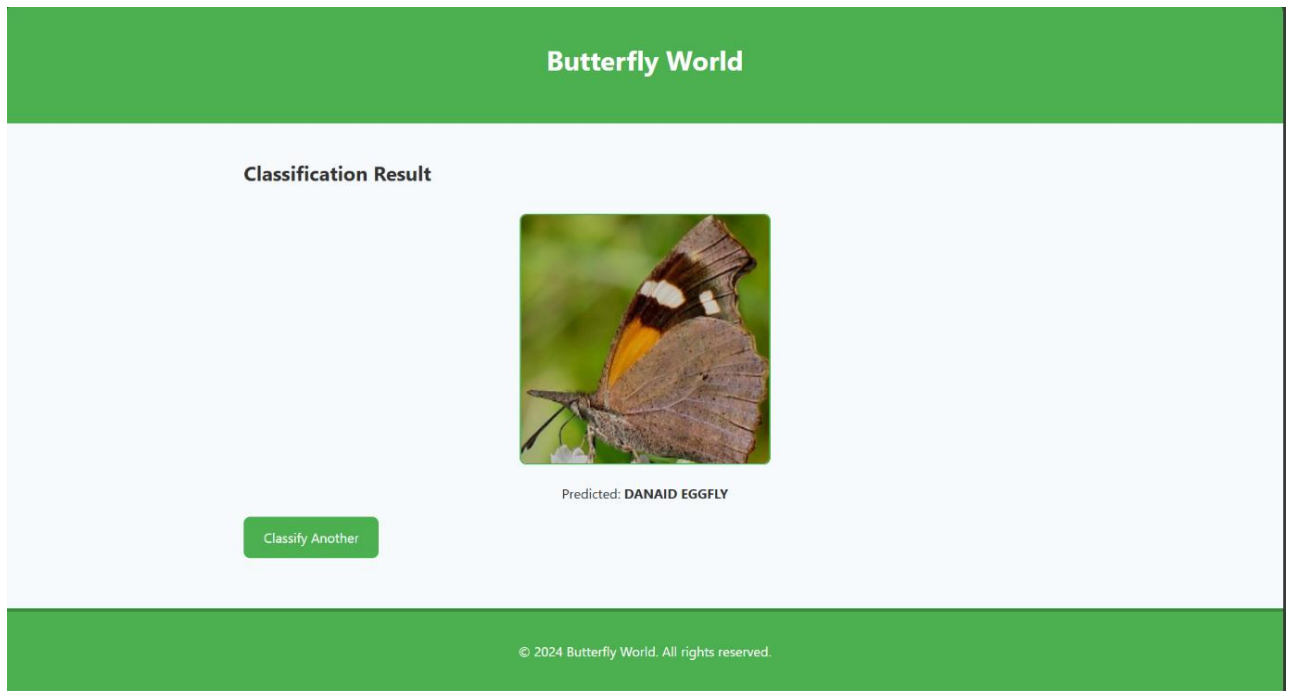 Butterfly World
Classification Result
Predicted: DANAID EGGFLY
Classify Another
© 2024 Butterfly World. All rights reserved.